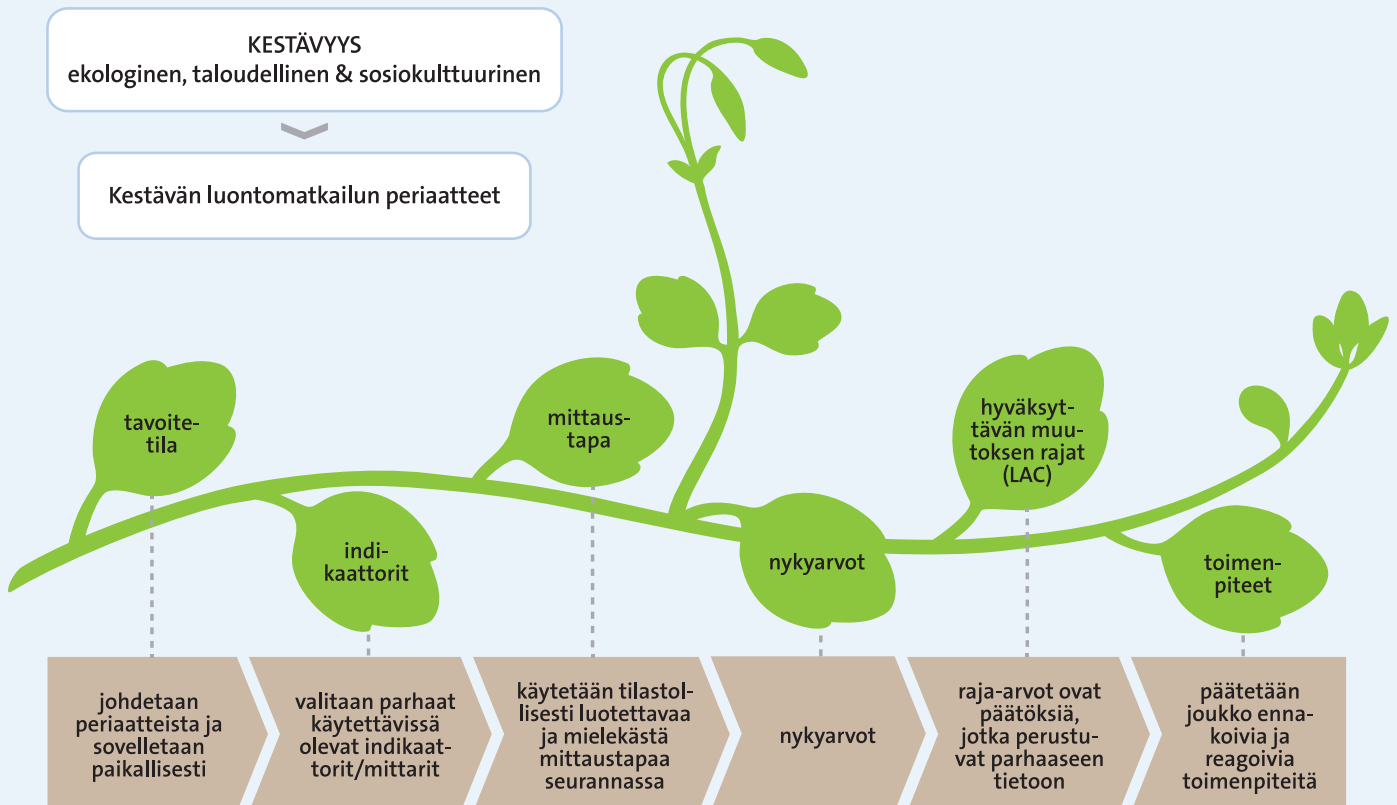 KESTÄVYYS
ekologinen, taloudellinen & sosiokulttuurinen
Kestävän luontomatkailun periaatteet
tavoite-
tila
indi-
kaattorit
mittaus-
tapa
nykyarvot
hyväksyt-
tävän muu-
toksen rajat
(LAC)
toimen-
piteet
johdetaan
periaatteista ja
sovelletaan
paikallisesti
valitaan parhaat
käytettävissä
olevat indikaat-
torit/mittarit
käytetään tilastol-
lisesti luotettavaa
ja mielekästä
mittaustapaa
seurannassa
nykyarvot
raja-arvot ovat
päätöksiä,
jotka perustu-
vat parhaaseen
tietoon
päätetään
joukko enna-
koivia ja
reagoivia
toimenpiteitä